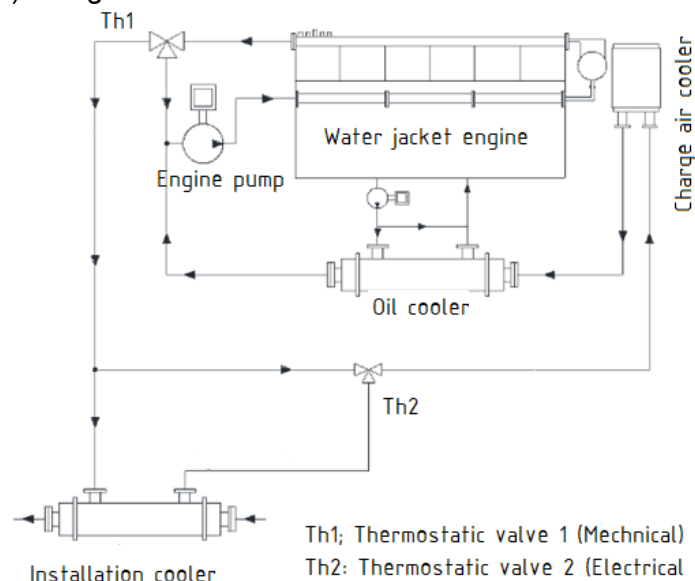 Th1
Charge air cooler
Water jacket engine
Engine pump
Oil cooler
Th2
Th1; Thermostatic valve 1 (Mechnical)
Th2: Thermostatic valve 2 (Electrical
Installation cooler